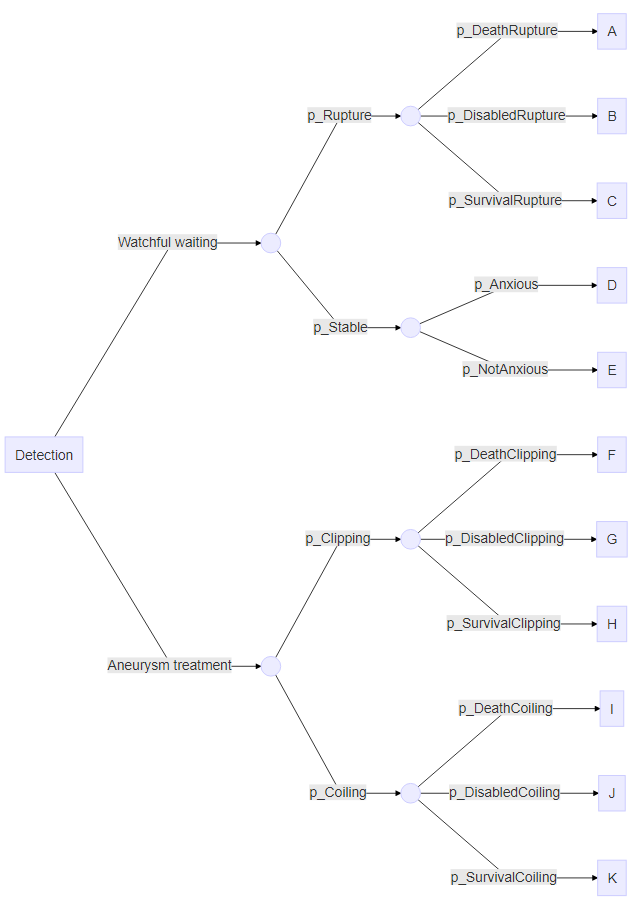 p_DeathRupture
A
p_Rupture
p_DisabledRupture
B
p_SurvivalRupture
C
Watchful waiting
p_Anxious
D
p_Stable
p_NotAnxious
E
Detection
p_DeathClipping
F
p_Clipping
p_DisabledClipping
G
p_SurvivalClipping
H
Aneurysm treatment
p_DeathCoiling
I
p_Coiling
p_DisabledCoiling
J
p_SurvivalCoiling
K